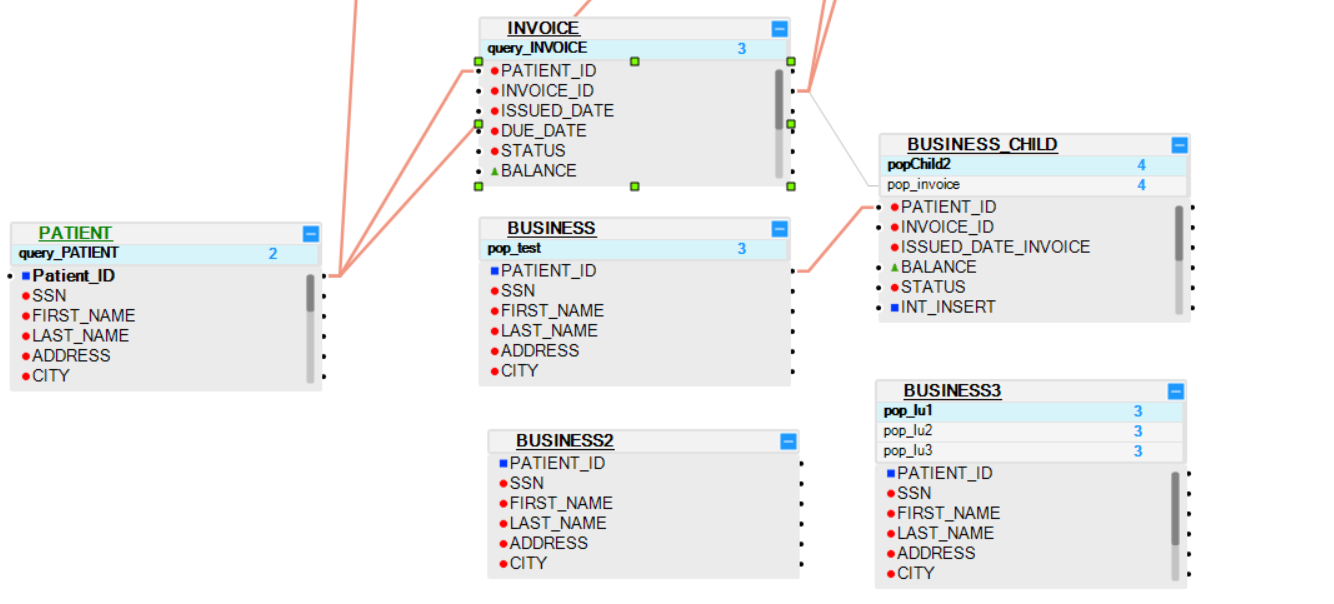 INVOICE
query_INVOICE 3
PATIENT_ID
INVOICE_ID
ISSUED_DATE
DUE_DATE
STATUS
BALANCE
BUSINESS_CHILD
popChild2 4
pop_invoice 4
PATIENT_ID
INVOICE_ID
ISSUED_DATE_INVOICE
BALANCE
STATUS
INT_INSERT
PATIENT
query_PATIENT 2
Patient_ID
SSN
FIRST_NAME
LAST_NAME
ADDRESS
CITY
BUSINESS
pop_test 3
PATIENT_ID
SSN
FIRST_NAME
LAST_NAME
ADDRESS
CITY
BUSINESS2
PATIENT_ID
SSN
FIRST_NAME
LAST_NAME
ADDRESS
CITY
BUSINESS3
pop_lu1 3
pop_lu2 3
pop_lu3 3
PATIENT_ID
SSN
FIRST_NAME
LAST_NAME
ADDRESS
CITY